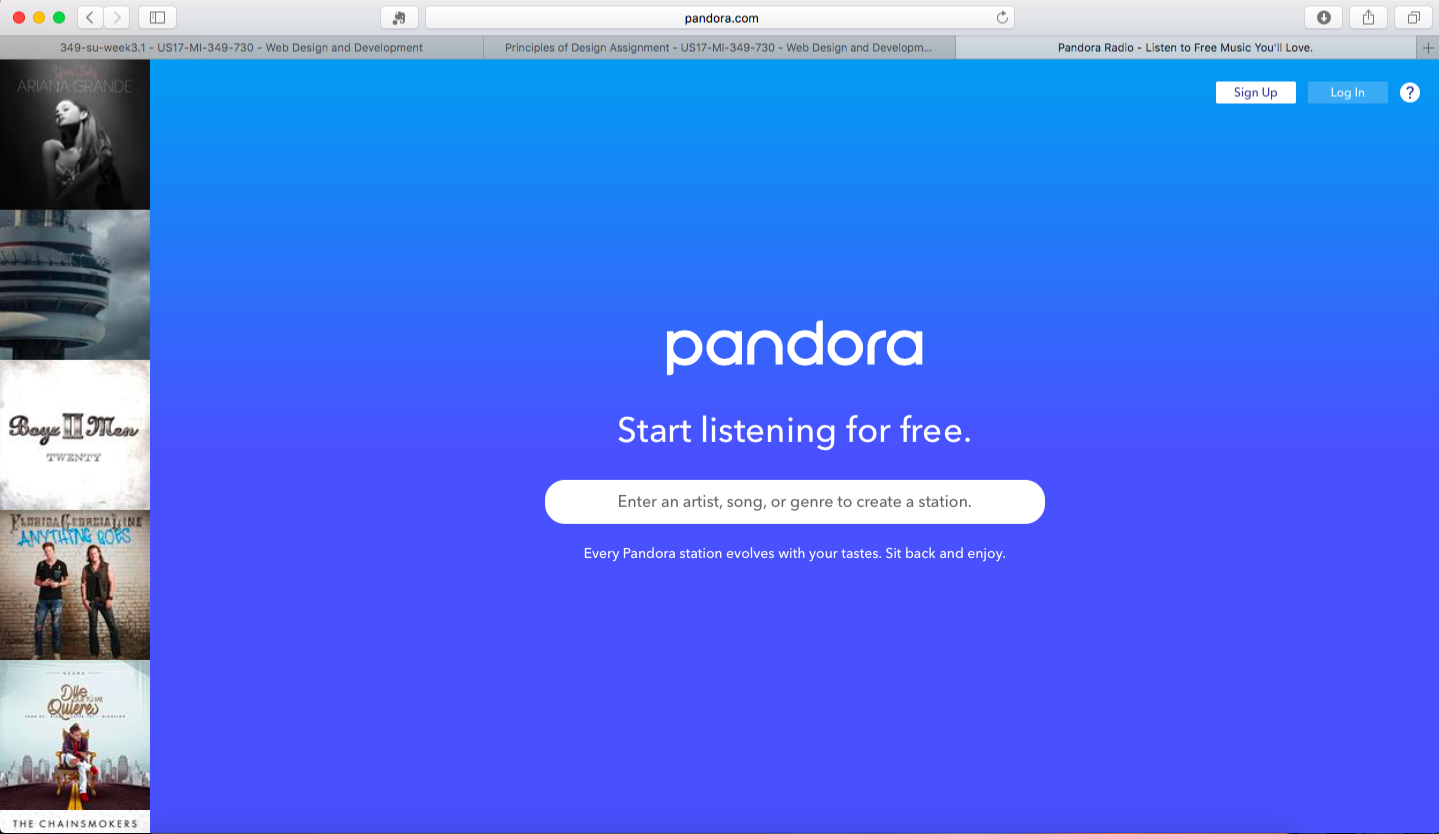 pandora.com
349-su-week3.1 - US17-MI-349-730 - Web Design and Development
Principles of Design Assignment - US17-MI-349-730 - Web Design and Developm...
Pandora Radio - Listen to Free Music You'll Love.
Sign Up
Log In
?
Yours Truly
ARIANA GRANDE
Boyz II Men
TWENTY
FLORIDA GEORGIA LINE
ANYTHING GOES
OZUNA
Dile
QUE TÚ ME
Quieres
THE CHAINSMOKERS
pandora
Start listening for free.
Enter an artist, song, or genre to create a station.
Every Pandora station evolves with your tastes. Sit back and enjoy.